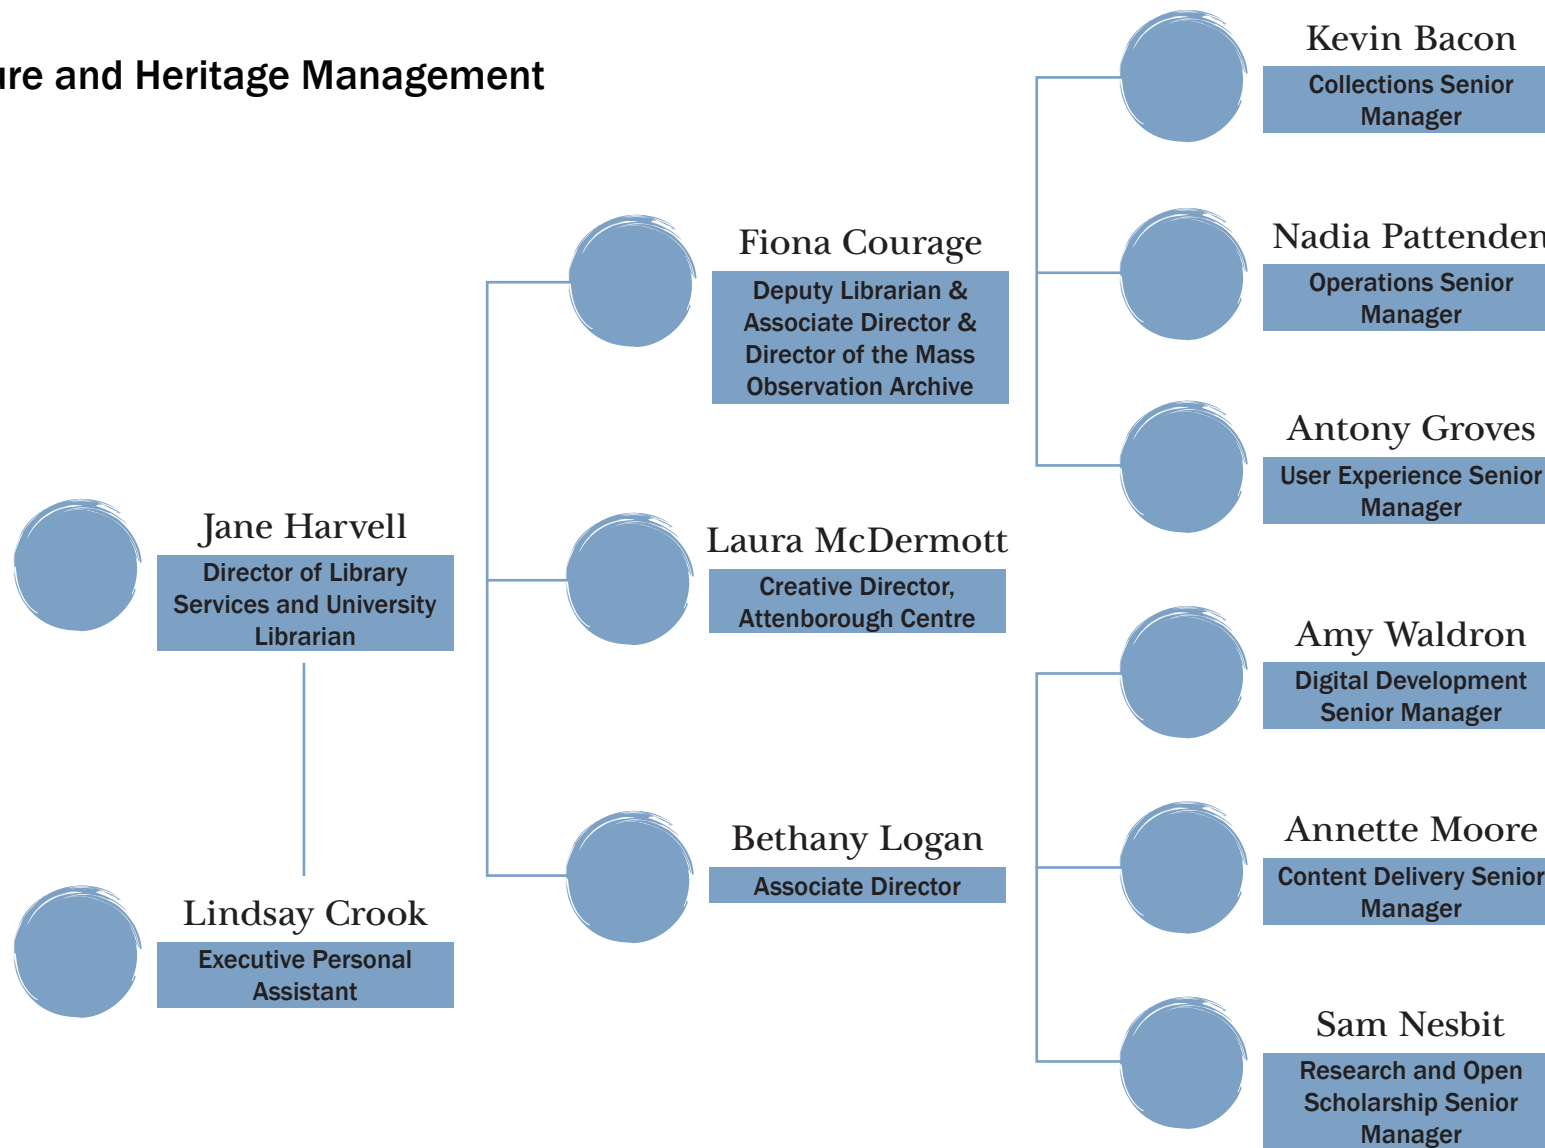 ure and Heritage Management
Jane Harvell
Director of Library
Services and University
Librarian
Lindsay Crook
Executive Personal
Assistant
Fiona Courage
Deputy Librarian &
Associate Director &
Director of the Mass
Observation Archive
Laura McDermott
Creative Director,
Attenborough Centre
Bethany Logan
Associate Director
Kevin Bacon
Collections Senior
Manager
Nadia Pattenden
Operations Senior
Manager
Antony Groves
User Experience Senior
Manager
Amy Waldron
Digital Development
Senior Manager
Annette Moore
Content Delivery Senior
Manager
Sam Nesbit
Research and Open
Scholarship Senior
Manager